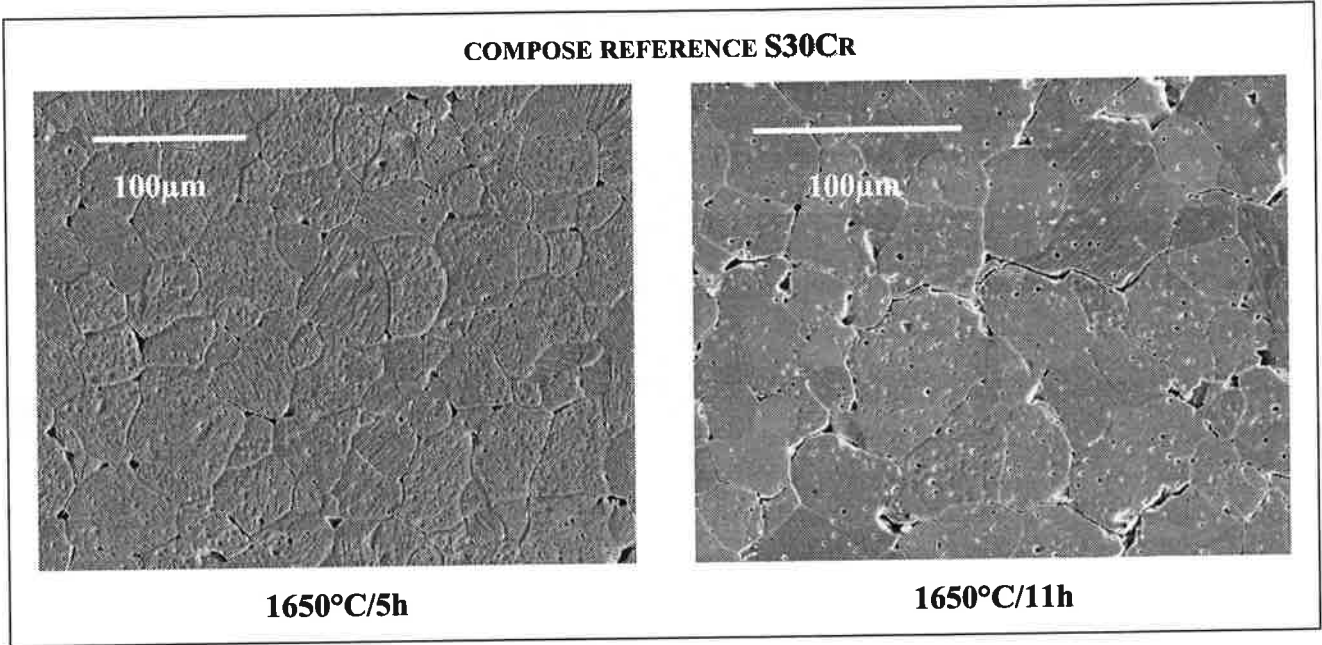 COMPOSE REFERENCE S30CR
100µm
100µm
1650°C/5h
1650°C/11h